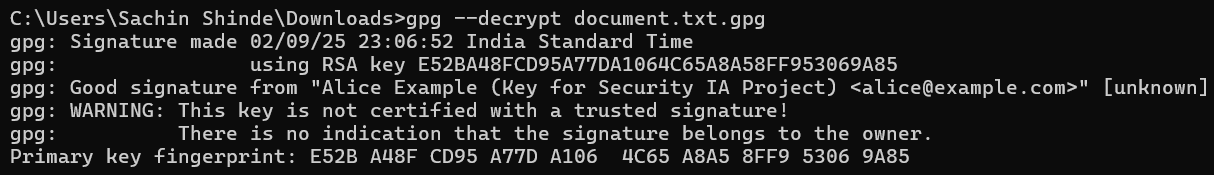 C:\Users\Sachin Shinde\Downloads>gpg --decrypt document.txt.gpg
gpg: Signature made 02/09/25 23:06:52 India Standard Time
gpg:                using RSA key E52BA48FCD95A77DA1064C65A8A58FF953069A85
gpg: Good signature from "Alice Example (Key for Security IA Project) <alice@example.com>" [unknown]
gpg: WARNING: This key is not certified with a trusted signature!
gpg:          There is no indication that the signature belongs to the owner.
Primary key fingerprint: E52B A48F CD95 A77D A106  4C65 A8A5 8FF9 5306 9A85